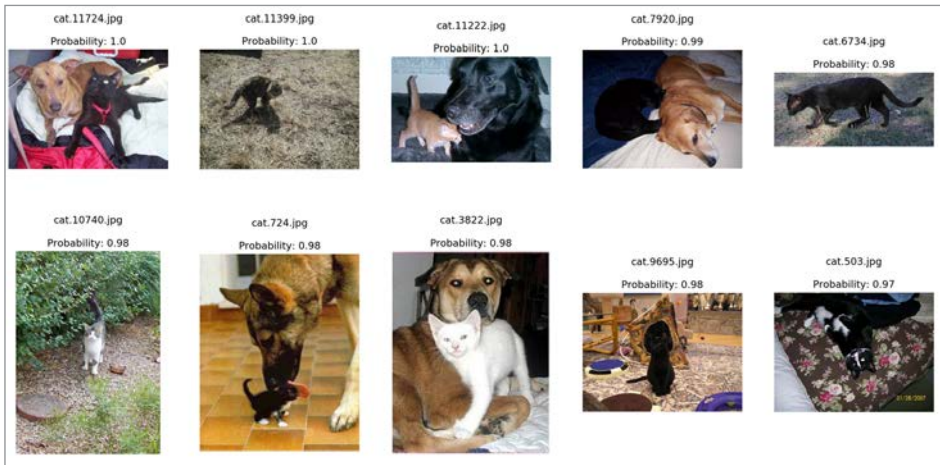 cat.11724.jpg
Probability: 1.0
cat.11399.jpg
Probability: 1.0
cat.11222.jpg
Probability: 1.0
cat.7920.jpg
Probability: 0.99
cat.6734.jpg
Probability: 0.98
cat.10740.jpg
Probability: 0.98
cat.724.jpg
Probability: 0.98
cat.3822.jpg
Probability: 0.98
cat.9695.jpg
Probability: 0.98
cat.503.jpg
Probability: 0.97